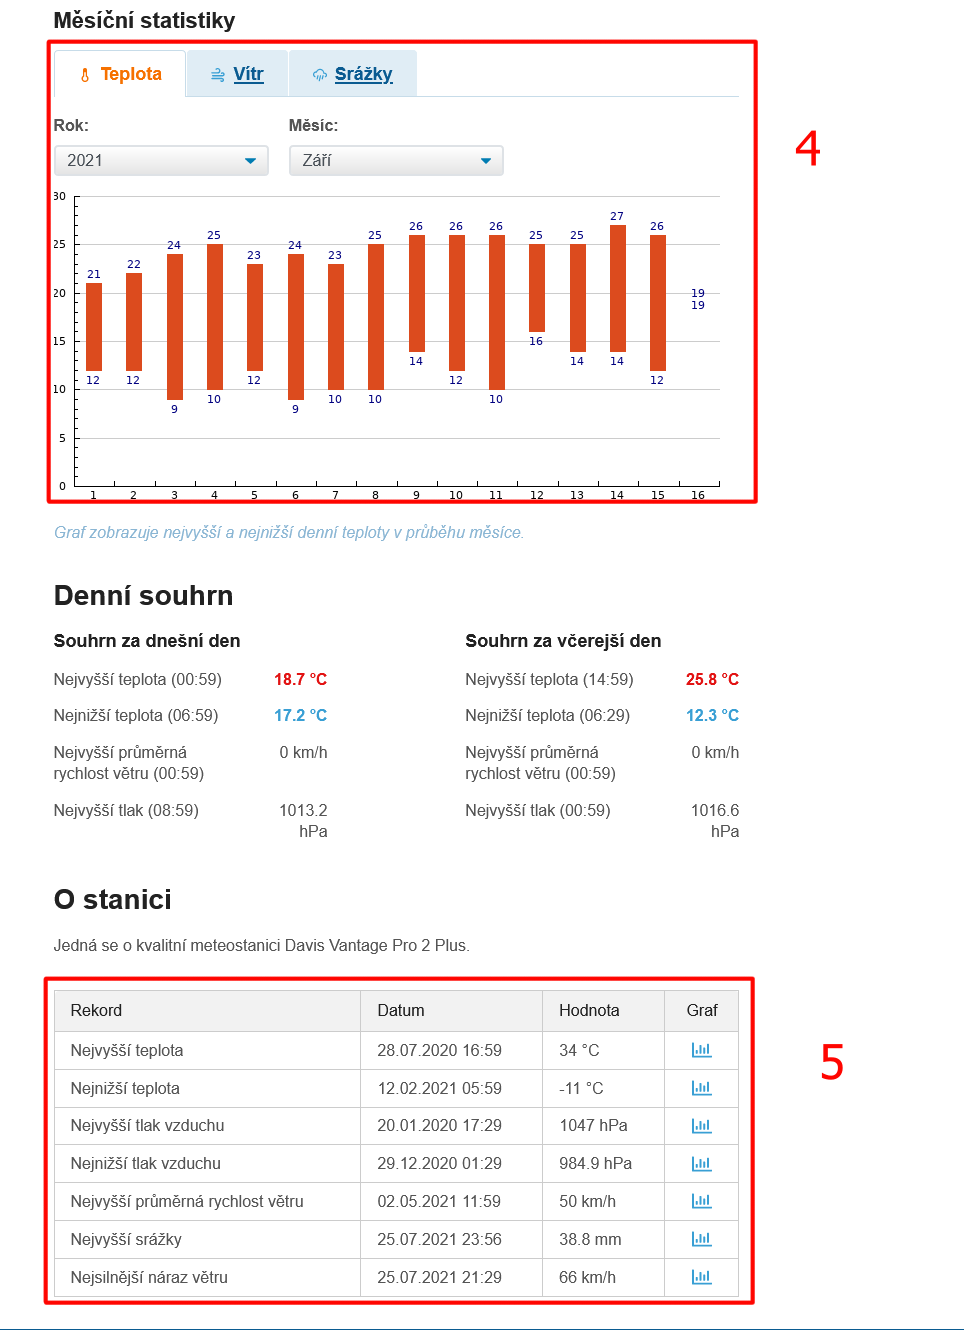 Měsíční statistiky
Teplota Vítr Srážky
4
Rok: Měsíc:
2021 Září
30
25
20
15
10
5
0
21 22 24 25 23 24 23 25 26 26 26 25 25 27 26 19
12 12 9 10 12 9 10 10 14 12 10 16 14 14 12 19
1 2 3 4 5 6 7 8 9 10 11 12 13 14 15 16
Graf zobrazuje nejvyšší a nejnižší denní teploty v průběhu měsíce.
Denní souhrn
Souhrn za dnešní den
Nejvyšší teplota (00:59) 18.7 °C
Nejnižší teplota (06:59) 17.2 °C
Nejvyšší průměrná 0 km/h
rychlost větru (00:59)
Nejvyšší tlak (08:59) 1013.2
hPa
Souhrn za včerejší den
Nejvyšší teplota (14:59) 25.8 °C
Nejnižší teplota (06:29) 12.3 °C
Nejvyšší průměrná 0 km/h
rychlost větru (00:59)
Nejvyšší tlak (00:59) 1016.6
hPa
O stanici
Jedná se o kvalitní meteostanici Davis Vantage Pro 2 Plus.
5
Rekord Datum Hodnota Graf
Nejvyšší teplota 28.07.2020 16:59 34 °C
Nejnižší teplota 12.02.2021 05:59 -11 °C
Nejvyšší tlak vzduchu 20.01.2020 17:29 1047 hPa
Nejnižší tlak vzduchu 29.12.2020 01:29 984.9 hPa
Nejvyšší průměrná rychlost větru 02.05.2021 11:59 50 km/h
Nejvyšší srážky 25.07.2021 23:56 38.8 mm
Nejsilnější náraz větru 25.07.2021 21:29 66 km/h